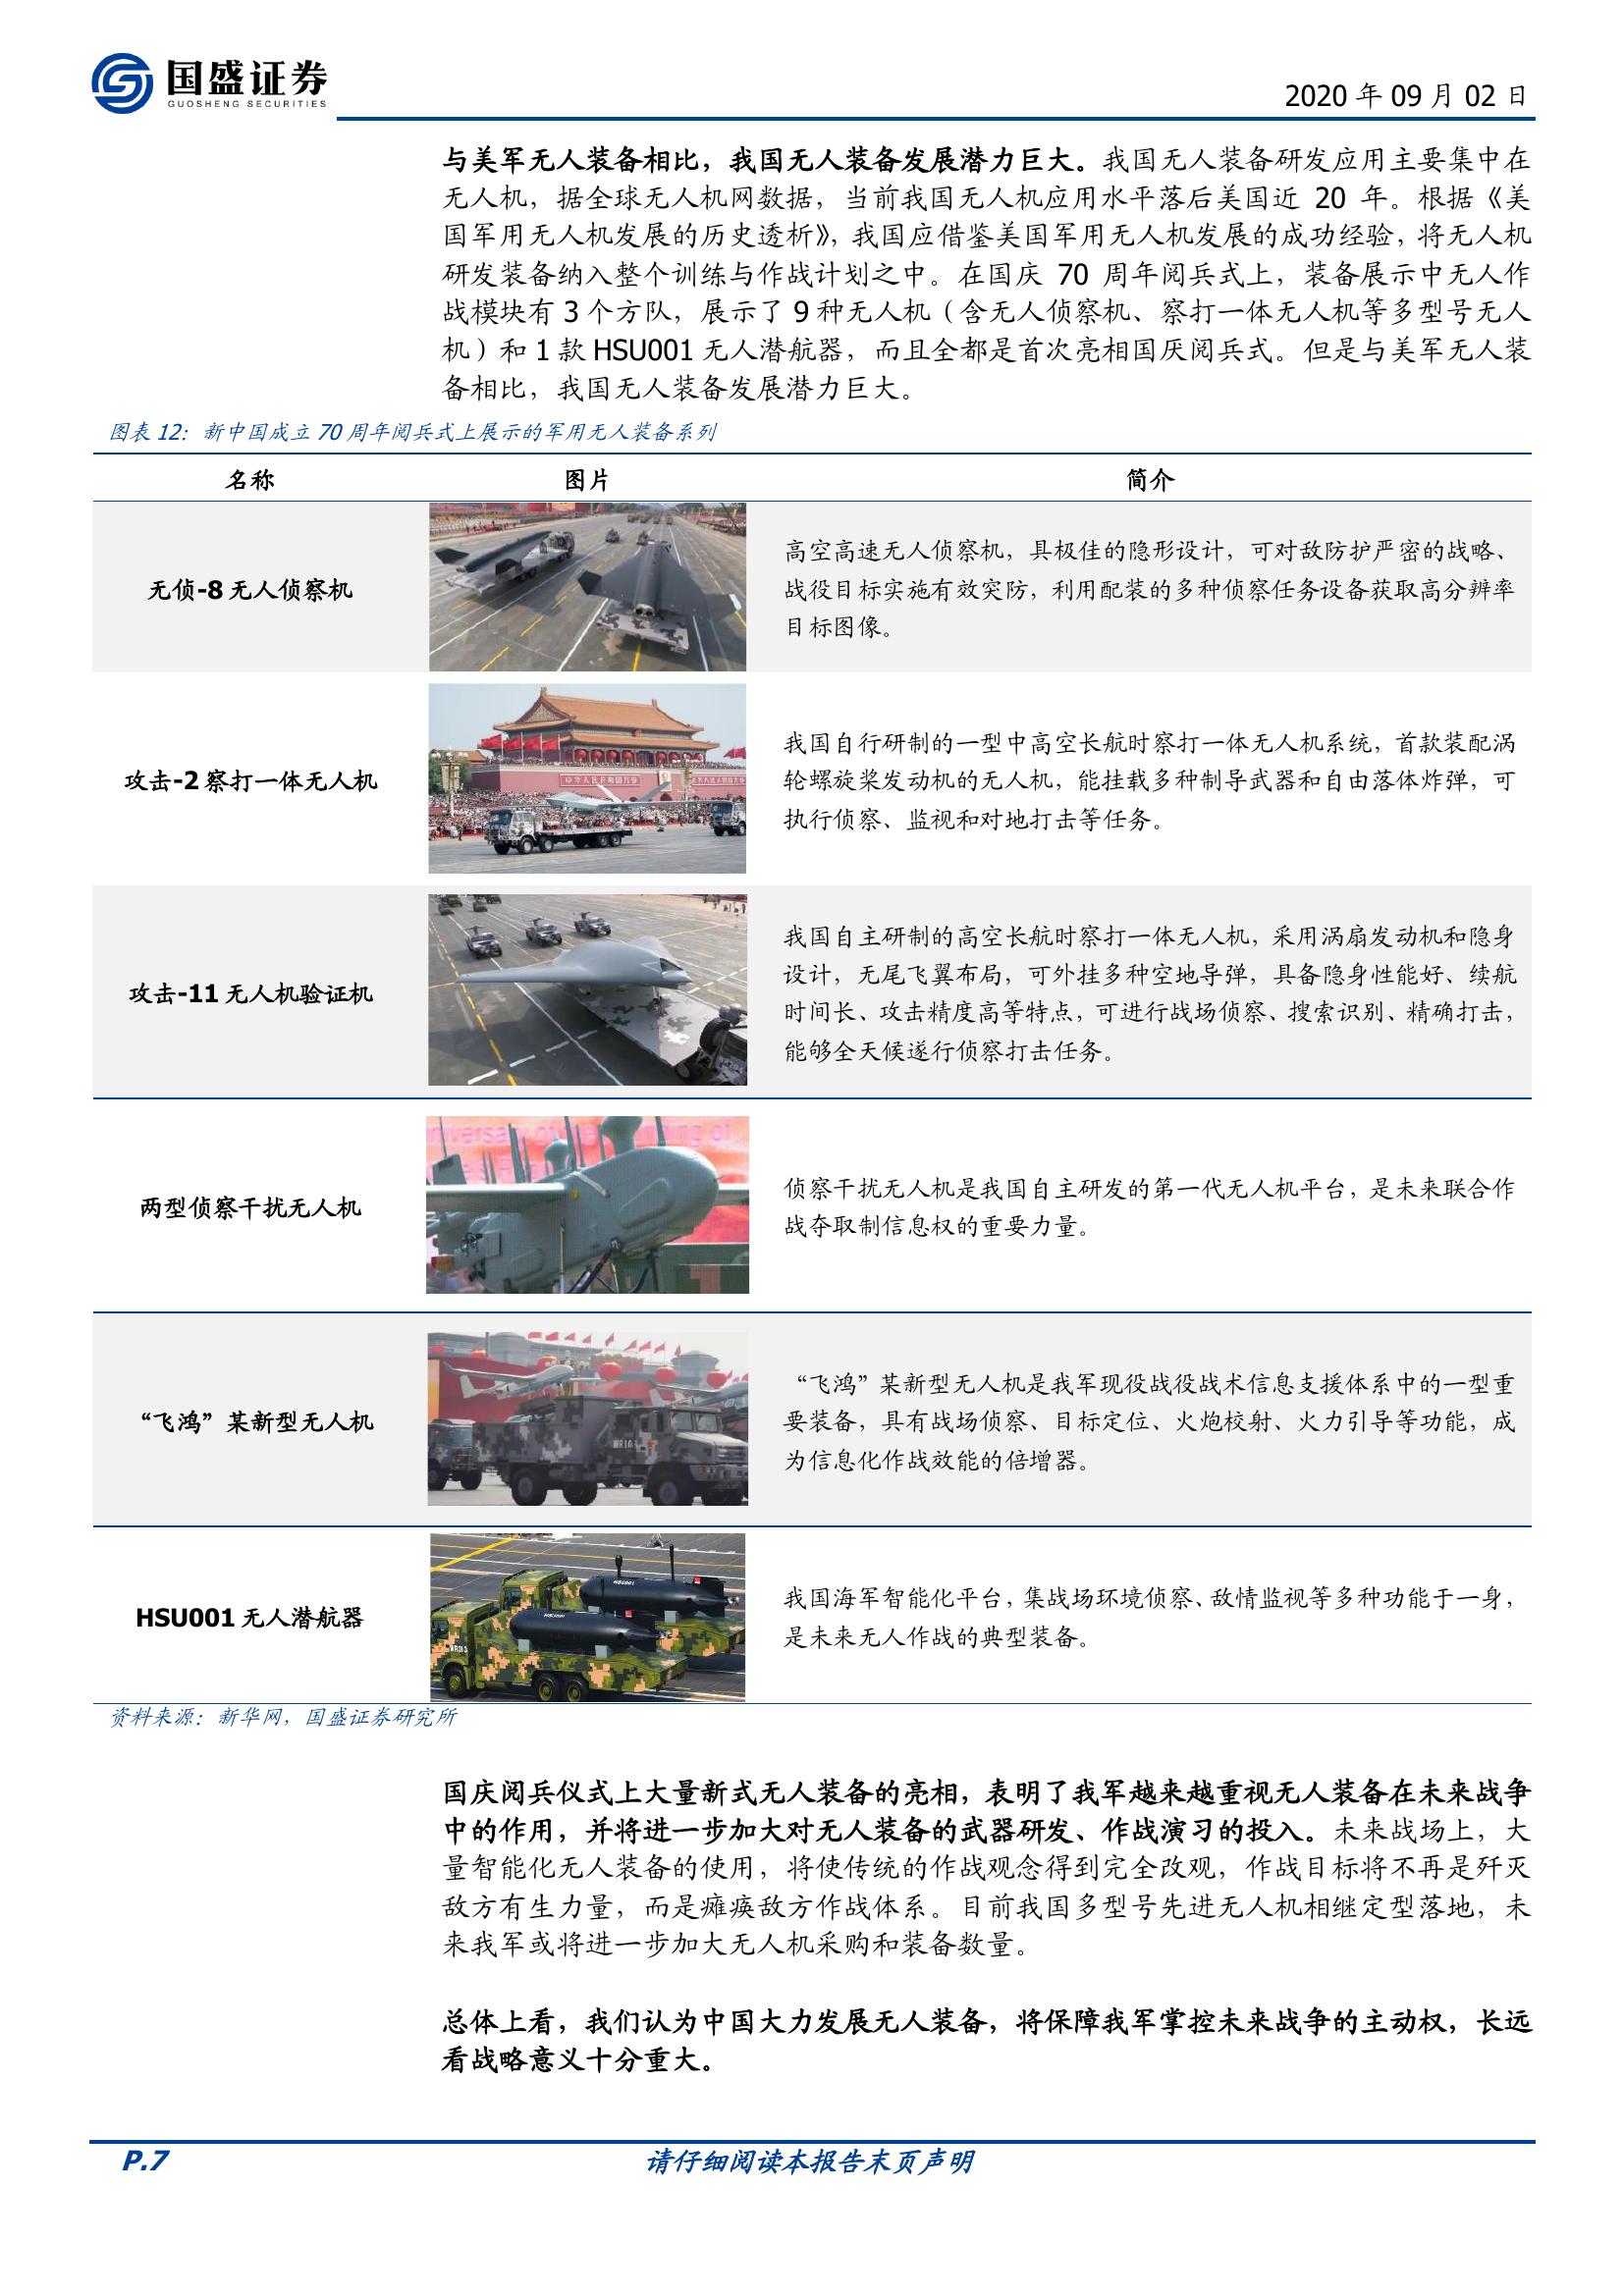 国盛证券
GUOSHENG SECURITIES
2020 年 09 月 02 日
与美军无人装备相比，我国无人装备发展潜力巨大。我国无人装备研发应用主要集中在
无人机，据全球无人机网数据，当前我国无人机应用水平落后美国近 20 年。根据《美
国军用无人机发展的历史透析》，我国应借鉴美国军用无人机发展的成功经验，将无人机
研发装备纳入整个训练与作战计划之中。在国庆 70 周年阅兵式上，装备展示中无人作
战模块有 3 个方队，展示了 9 种无人机（含无人侦察机、察打一体无人机等多型号无人
机）和 1 款 HSU001 无人潜航器，而且全都是首次亮相国庆阅兵式。但是与美军无人装
备相比，我国无人装备发展潜力巨大。
图表 12：新中国成立 70 周年阅兵式上展示的军用无人装备系列
名称 图片 简介
无侦-8 无人侦察机
高空高速无人侦察机，具极佳的隐形设计，可对敌防护严密的战略、
战役目标实施有效突防，利用配装的多种侦察任务设备获取高分辨率
目标图像。
攻击-2 察打一体无人机
我国自行研制的一型中高空长航时察打一体无人机系统，首款装配涡
轮螺旋桨发动机的无人机，能挂载多种制导武器和自由落体炸弹，可
执行侦察、监视和对地打击等任务。
攻击-11 无人机验证机
我国自主研制的高空长航时察打一体无人机，采用涡扇发动机和隐身
设计，无尾飞翼布局，可外挂多种空地导弹，具备隐身性能好、续航
时间长、攻击精度高等特点，可进行战场侦察、搜索识别、精确打击，
能够全天候遂行侦察打击任务。
两型侦察干扰无人机
侦察干扰无人机是我国自主研发的第一代无人机平台，是未来联合作
战夺取制信息权的重要力量。
“飞鸿”某新型无人机
“飞鸿”某新型无人机是我军现役战役战术信息支援体系中的一型重
要装备，具有战场侦察、目标定位、火炮校射、火力引导等功能，成
为信息化作战效能的倍增器。
HSU001 无人潜航器
我国海军智能化平台，集战场环境侦察、敌情监视等多种功能于一身，
是未来无人作战的典型装备。
资料来源：新华网，国盛证券研究所
国庆阅兵仪式上大量新式无人装备的亮相，表明了我军越来越重视无人装备在未来战争
中的作用，并将进一步加大对无人装备的武器研发、作战演习的投入。未来战场上，大
量智能化无人装备的使用，将使传统的作战观念得到完全改观，作战目标将不再是歼灭
敌方有生力量，而是瘫痪敌方作战体系。目前我国多型号先进无人机相继定型落地，未
来我军或将进一步加大无人机采购和装备数量。
总体上看，我们认为中国大力发展无人装备，将保障我军掌控未来战争的主动权，长远
看战略意义十分重大。
P.7 请仔细阅读本报告末页声明